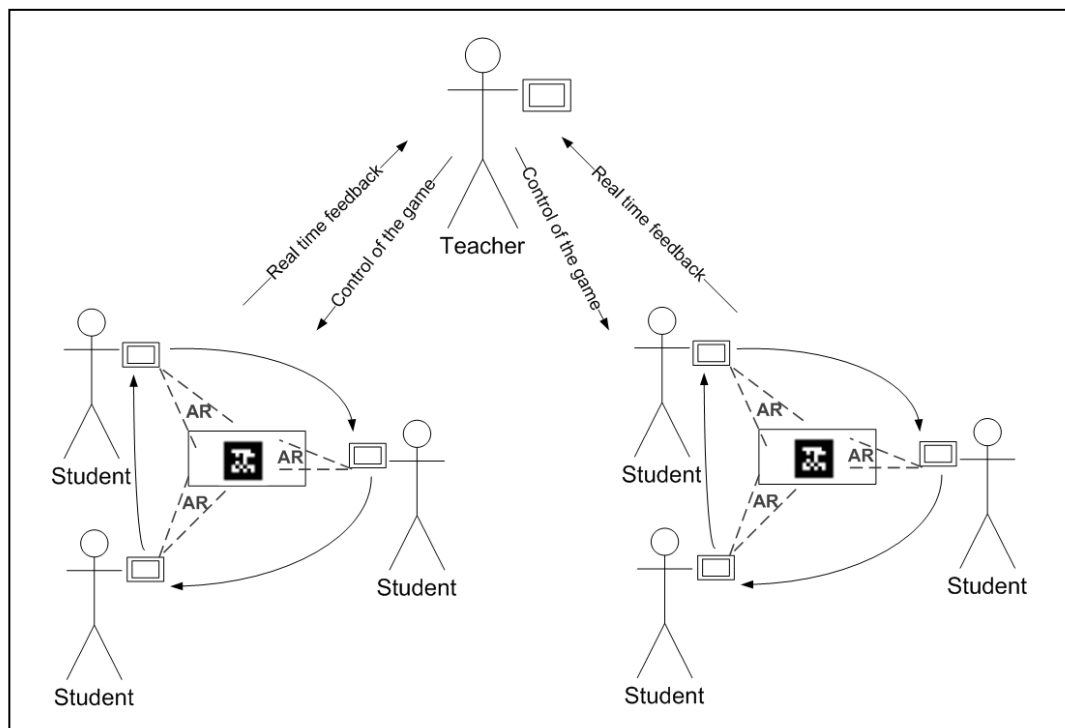 Teacher
Real time feedback
Control of the game
Control of the game
Real time feedback
AR
Student
AR
AR
Student
Student
AR
Student
AR
AR
Student
Student